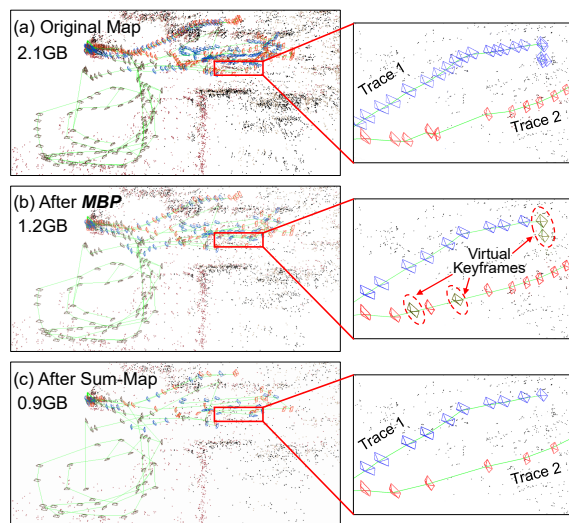 (a) Original Map
2.1GB
Trace 1
Trace 2
(b) After MBP
1.2GB
Virtual
Keyframes
(c) After Sum-Map
0.9GB
Trace 1
Trace 2